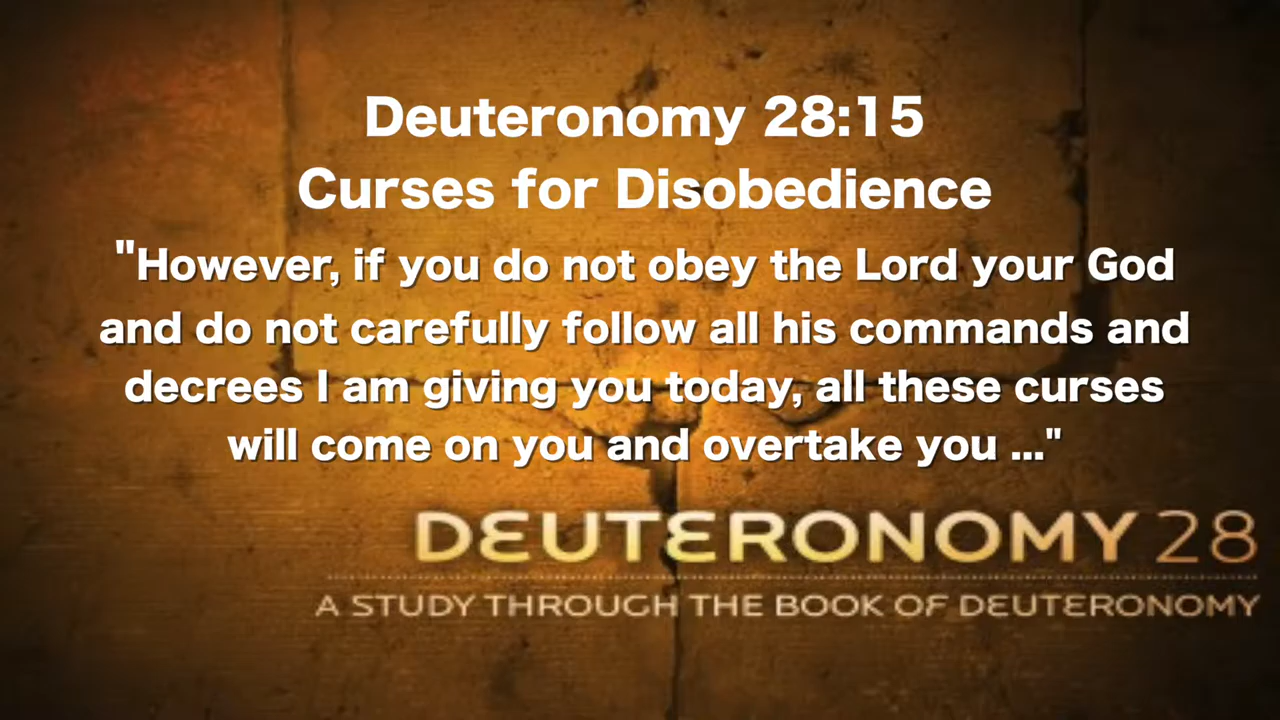 Deuteronomy 28:15
Curses for Disobedience
"However, if you do not obey the Lord your God
and do not carefully follow all his commands and
decrees I am giving you today, all these curses
will come on you and overtake you ..."
DEUTERONOMY 28
A STUDY THROUGH THE BOOK OF DEUTERONOMY